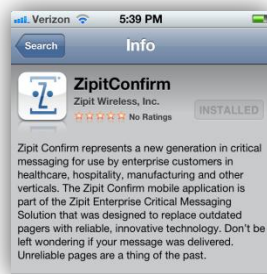 Verizon 5:39 PM
Search Info
ZipitConfirm
Zipit Wireless, Inc.
No Ratings
INSTALLED
Zipit Confirm represents a new generation in critical
messaging for use by enterprise customers in
healthcare, hospitality, manufacturing and other
verticals. The Zipit Confirm mobile application is
part of the Zipit Enterprise Critical Messaging
Solution that was designed to replace outdated
pagers with reliable, innovative technology. Don't be
left wondering if your message was delivered.
Unreliable pages are a thing of the past.